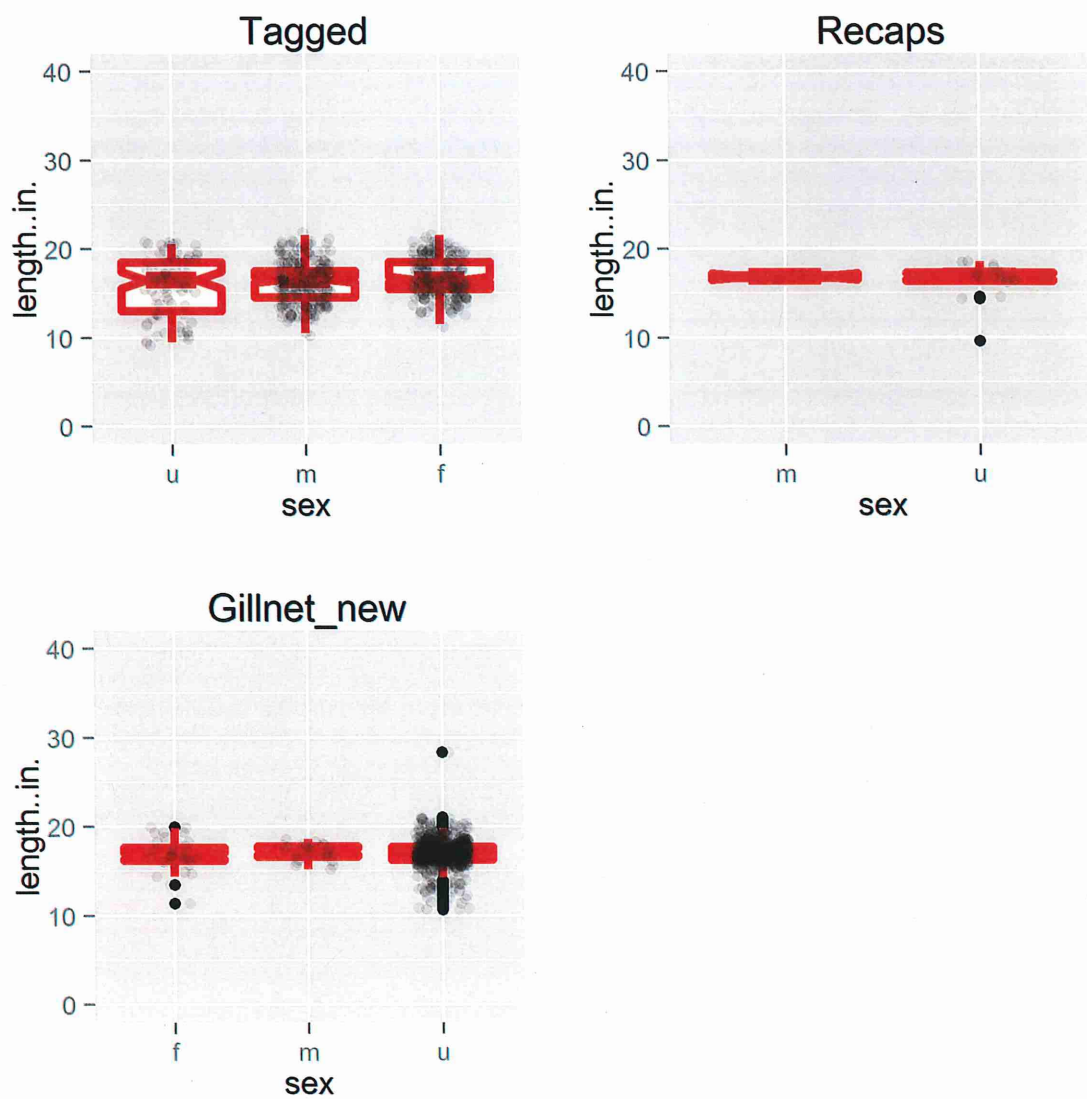 Tagged
40
30
20
10
0
length..in.
u m f
sex
Recaps
40
30
20
10
0
length..in.
m u
sex
Gillnet_new
40
30
20
10
0
length..in.
f m u
sex